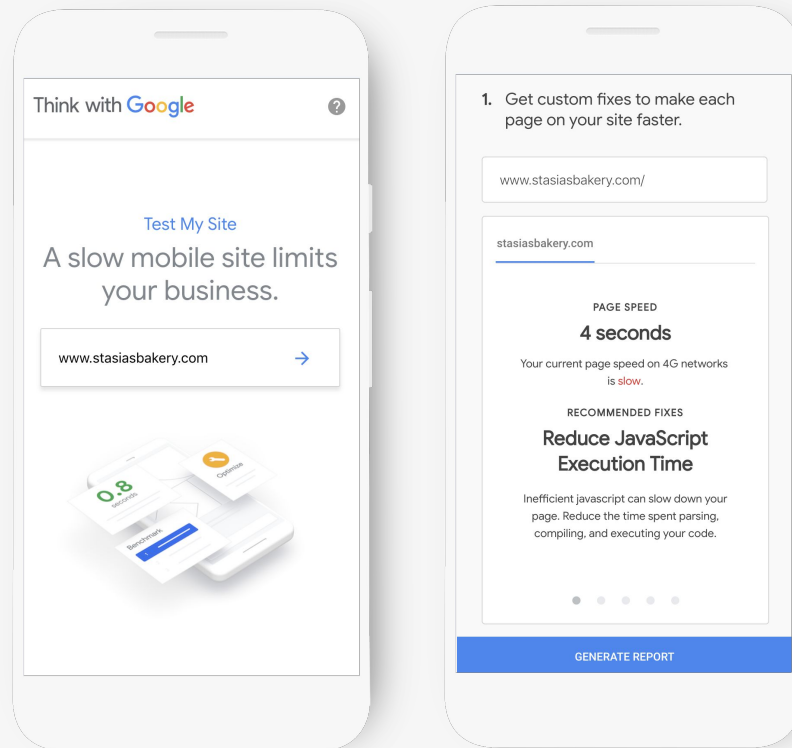 Think with Google
?
Test My Site
A slow mobile site limits
your business.
www.stasiasbakery.com
0.8
seconds
Optimize
Benchmark
1. Get custom fixes to make each
page on your site faster.
www.stasiasbakery.com/
stasiasbakery.com
PAGE SPEED
4 seconds
Your current page speed on 4G networks
is slow.
RECOMMENDED FIXES
Reduce JavaScript
Execution Time
Inefficient javascript can slow down your
page. Reduce the time spent parsing,
compiling, and executing your code.
GENERATE REPORT